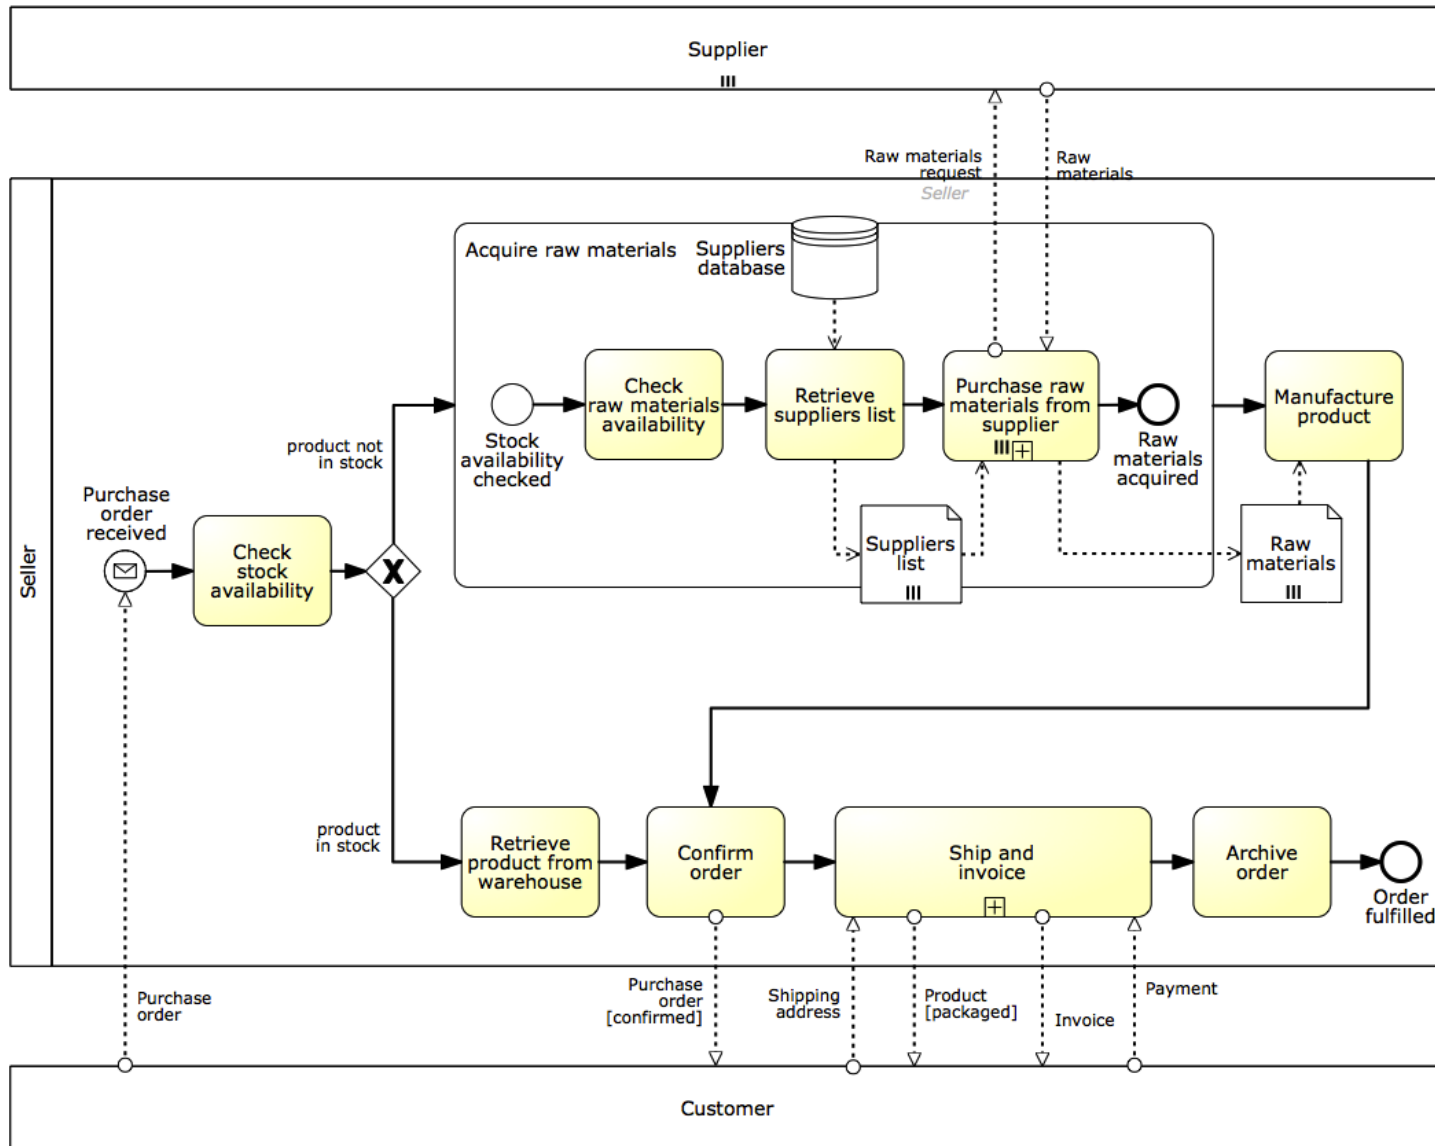 Supplier
Raw materials
request
Raw
materials
Seller
Acquire raw materials
Suppliers
database
Check
raw materials
availability
Retrieve
suppliers list
Purchase raw
materials from
supplier
Manufacture
product
product not
in stock
Stock
availability
checked
Raw
materials
acquired
Purchase
order
received
Check
stock
availability
X
Suppliers
list
Raw
materials
Seller
product
in stock
Retrieve
product from
warehouse
Confirm
order
Ship and
invoice
Archive
order
Order
fulfilled
Purchase
order
Purchase
order
[confirmed]
Shipping
address
Product
[packaged]
Invoice
Payment
Customer